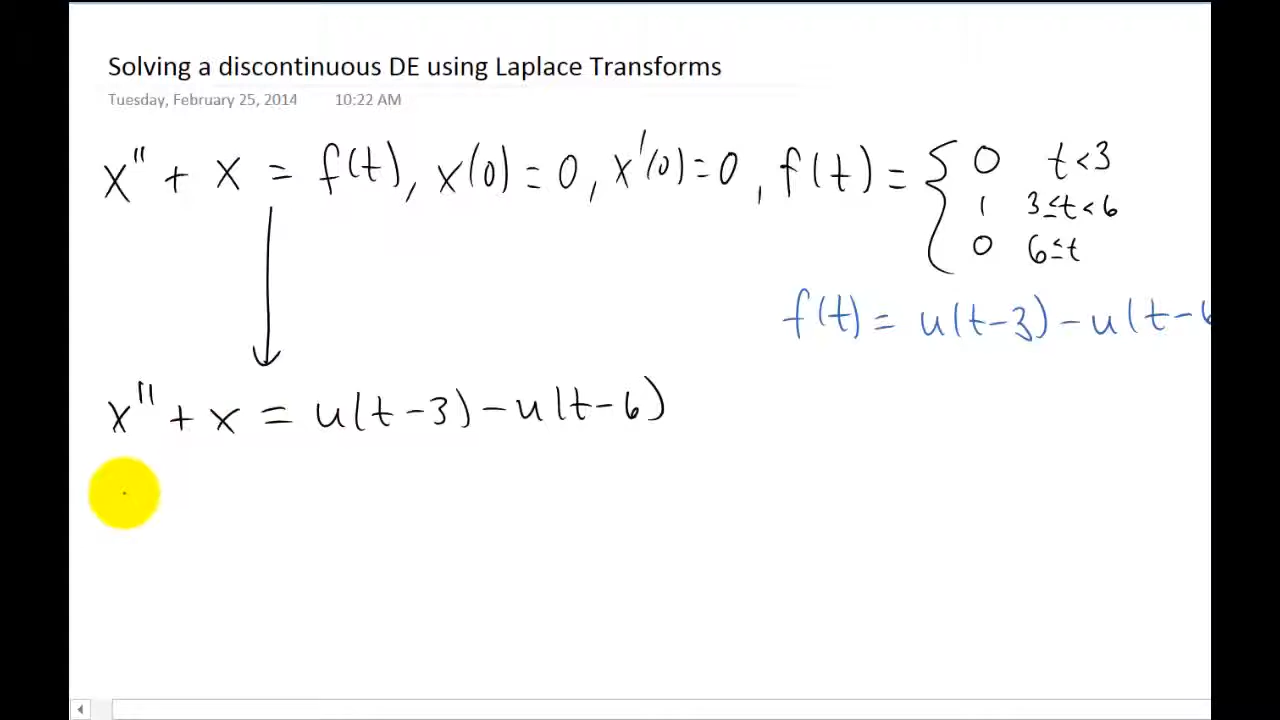 Solving a discontinuous DE using Laplace Transforms
Tuesday, February 25, 2014 10:22 AM
x'' + x = f(t), x(0) = 0, x'(0) = 0, f(t) = { 0 t < 3
1 3 ≤ t < 6
0 6 ≤ t
f(t) = u(t-3) - u(t-6
x'' + x = u(t-3) - u(t-6)